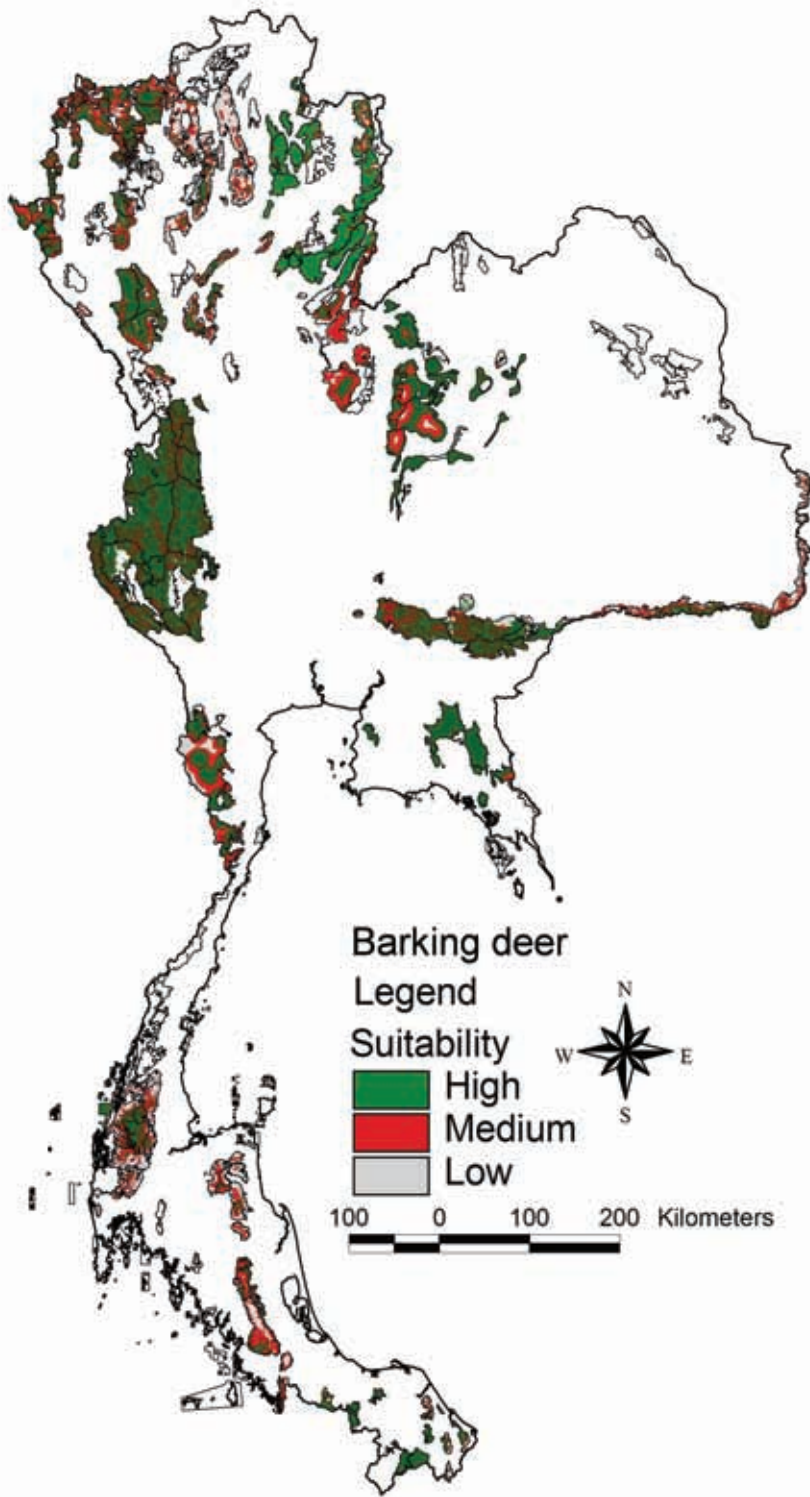 Barking deer
Legend
Suitability
High
Medium
Low
N
W E
S
100 0 100 200 Kilometers